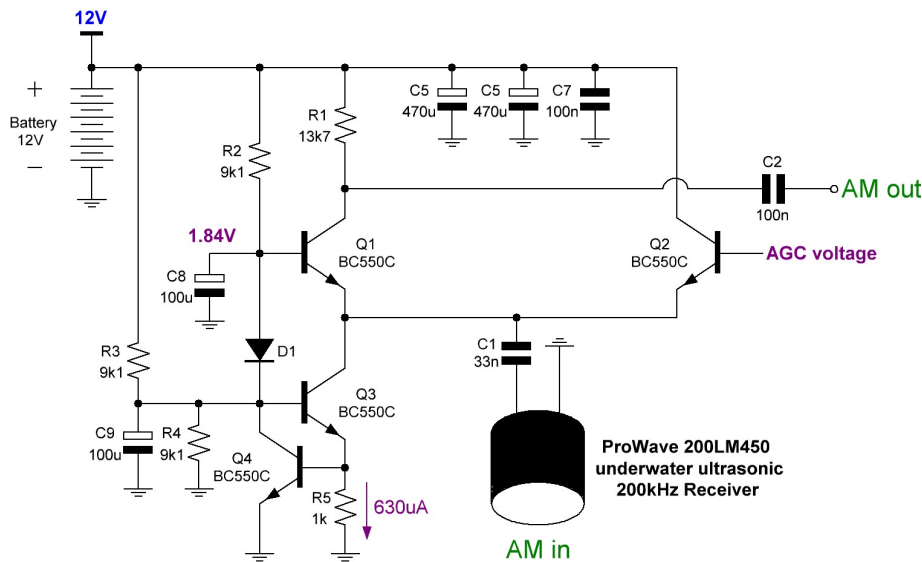 12V
+
Battery
12V
−
R1
13k7
C5
470u
C5
470u
C7
100n
R2
9k1
C2
100n
AM out
1.84V
Q1
BC550C
Q2
BC550C
AGC voltage
C8
100u
R3
9k1
D1
C1
33n
Q3
BC550C
C9
100u
R4
9k1
Q4
BC550C
R5
1k
630uA
ProWave 200LM450
underwater ultrasonic
200kHz Receiver
AM in